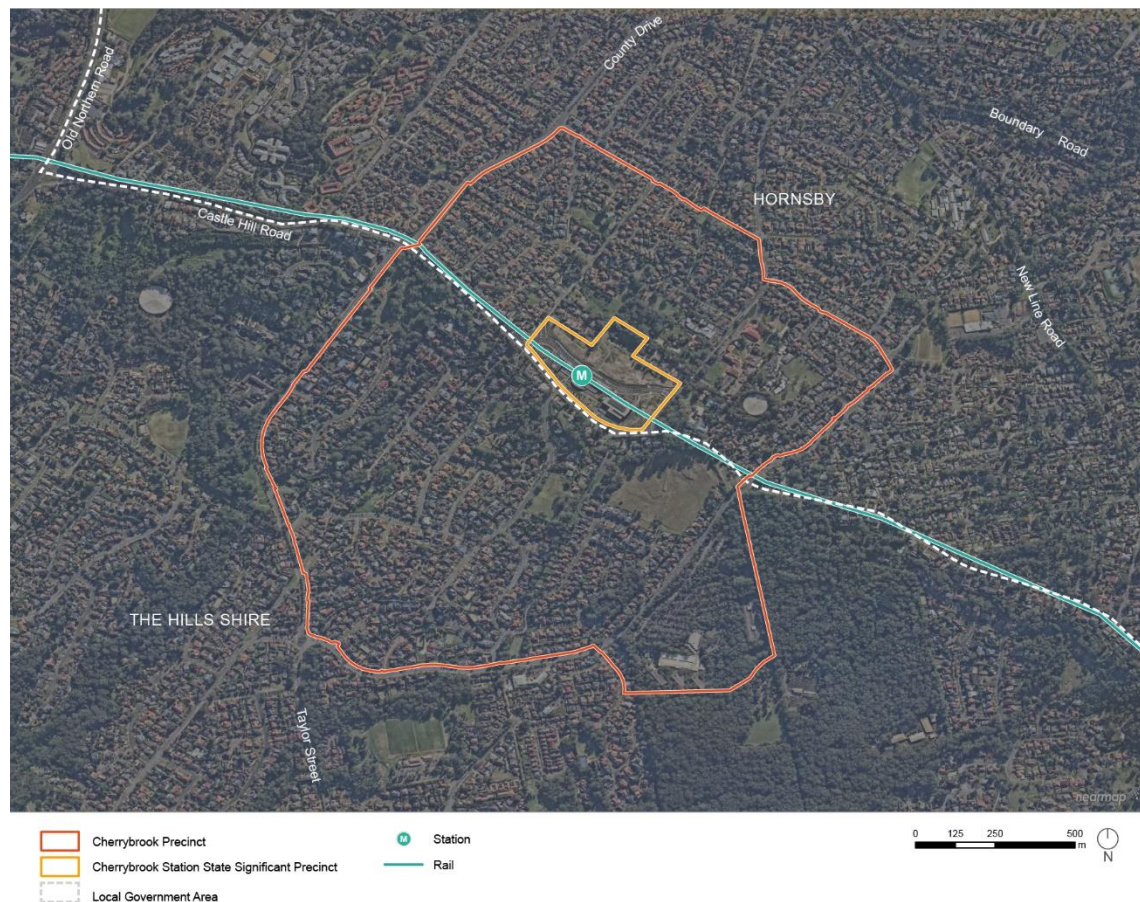 County Drive
Old Northern Road
Boundary Road
HORNSBY
Castle Hill Road
New Line Road
M
THE HILLS SHIRE
Taylor Street
nearmap
Cherrybrook Precinct
M Station
0 125 250 500
m
N
Cherrybrook Station State Significant Precinct
Rail
Local Government Area